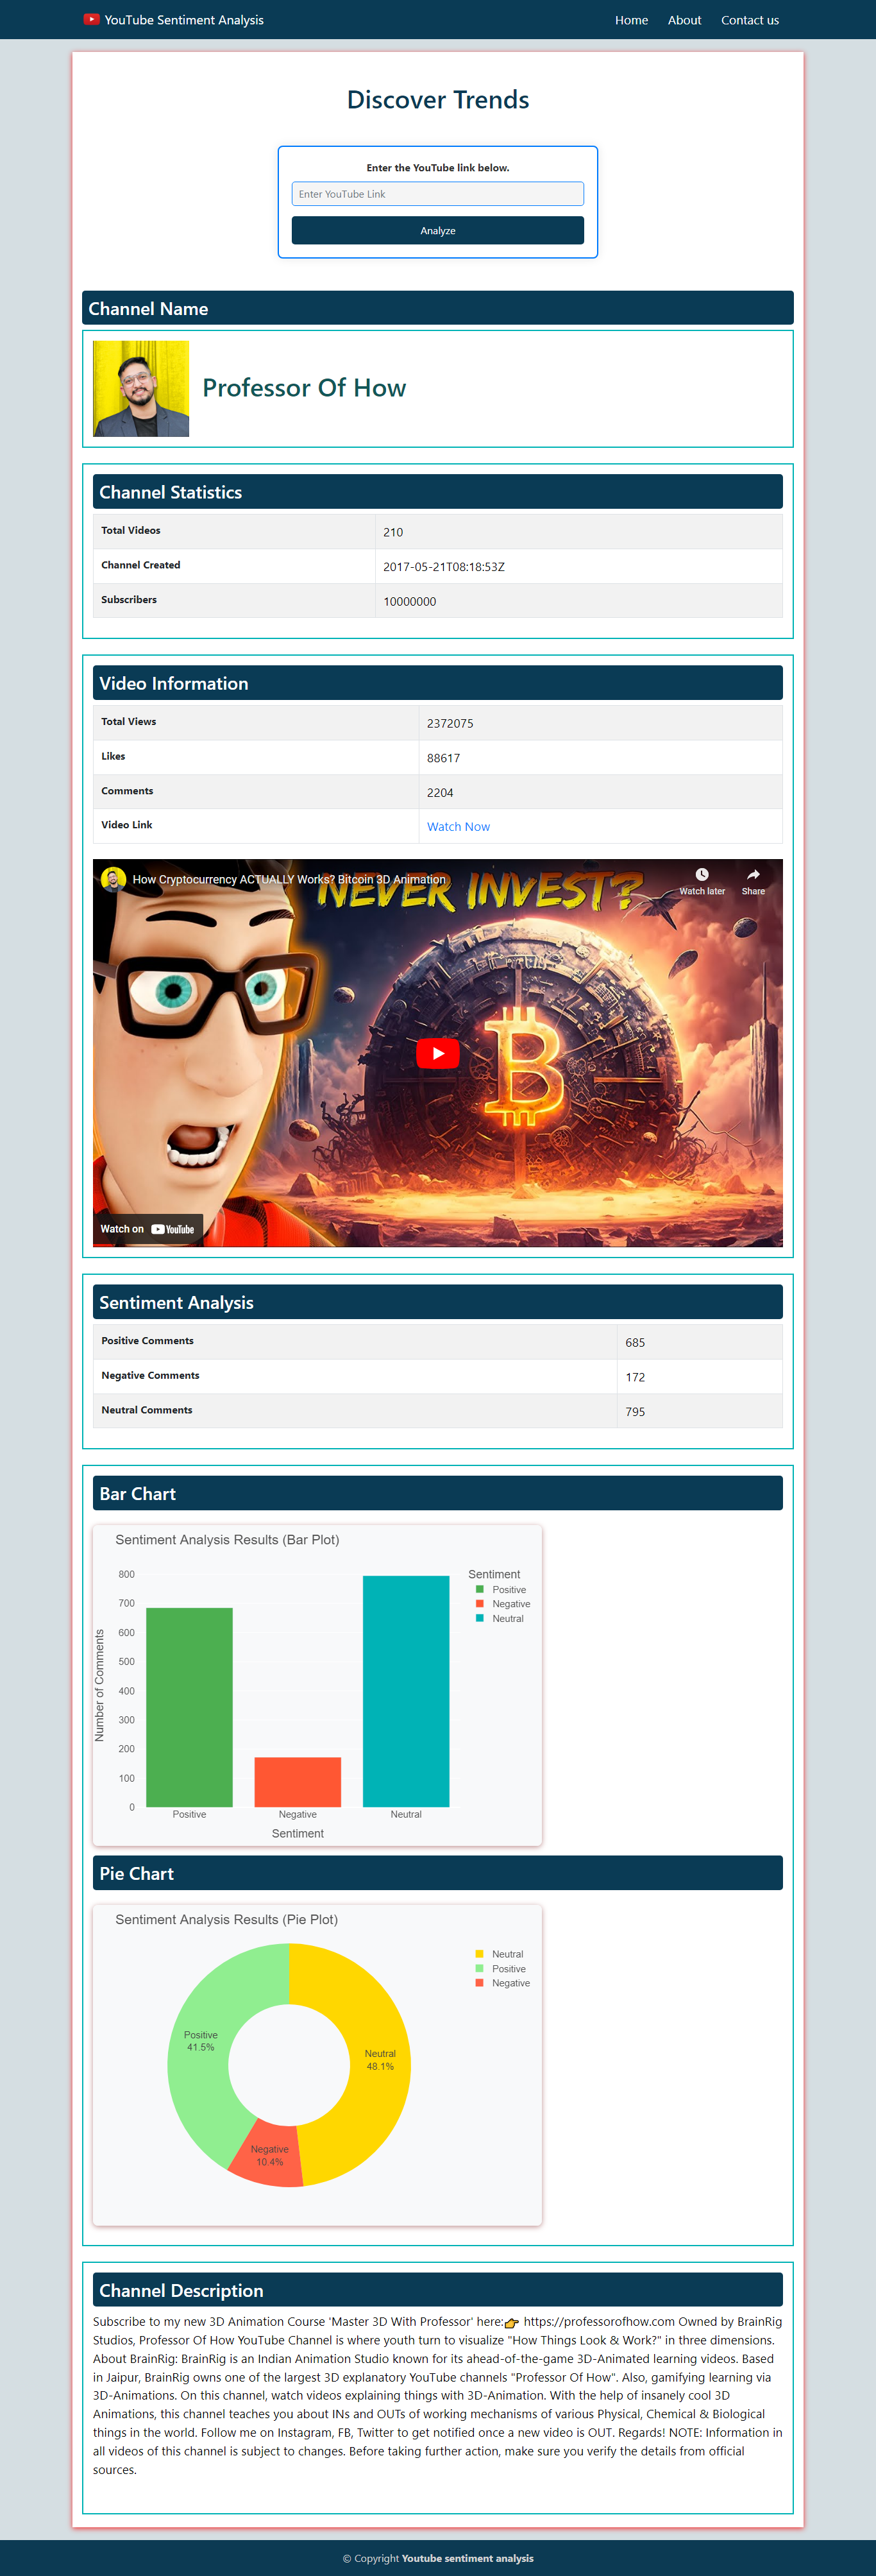 YouTube Sentiment Analysis
Home
About
Contact us
Discover Trends
Enter the YouTube link below.
Enter YouTube Link
Analyze
Channel Name
Professor Of How
Channel Statistics
Total Videos 210
Channel Created 2017-05-21T08:18:53Z
Subscribers 10000000
Video Information
Total Views 2372075
Likes 88617
Comments 2204
Video Link Watch Now
How Cryptocurrency ACTUALLY Works? Bitcoin 3D Animation
NEVER INVEST?
Watch later
Share
Watch on YouTube
Sentiment Analysis
Positive Comments 685
Negative Comments 172
Neutral Comments 795
Bar Chart
Sentiment Analysis Results (Bar Plot)
800
700
600
500
400
300
200
100
0
Number of Comments
Positive
Negative
Neutral
Sentiment
Sentiment
Positive
Negative
Neutral
Pie Chart
Sentiment Analysis Results (Pie Plot)
Neutral
Positive
Negative
Positive
41.5%
Neutral
48.1%
Negative
10.4%
Channel Description
Subscribe to my new 3D Animation Course 'Master 3D With Professor' here:👉 https://professorofhow.com Owned by BrainRig
Studios, Professor Of How YouTube Channel is where youth turn to visualize "How Things Look & Work?" in three dimensions.
About BrainRig: BrainRig is an Indian Animation Studio known for its ahead-of-the-game 3D-Animated learning videos. Based
in Jaipur, BrainRig owns one of the largest 3D explanatory YouTube channels "Professor Of How". Also, gamifying learning via
3D-Animations. On this channel, watch videos explaining things with 3D-Animation. With the help of insanely cool 3D
Animations, this channel teaches you about INs and OUTs of working mechanisms of various Physical, Chemical & Biological
things in the world. Follow me on Instagram, FB, Twitter to get notified once a new video is OUT. Regards! NOTE: Information in
all videos of this channel is subject to changes. Before taking further action, make sure you verify the details from official
sources.
© Copyright Youtube sentiment analysis